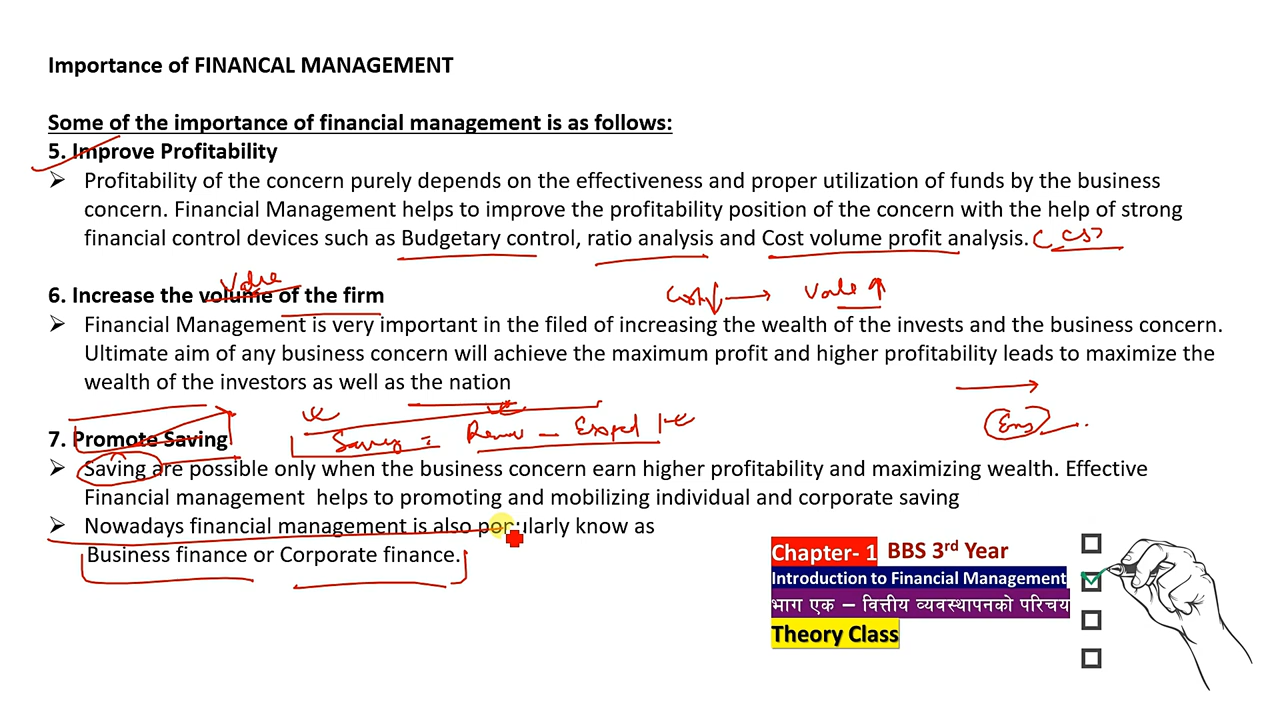 Importance of FINANCAL MANAGEMENT
Some of the importance of financial management is as follows:
5. Improve Profitability
➢ Profitability of the concern purely depends on the effectiveness and proper utilization of funds by the business
concern. Financial Management helps to improve the profitability position of the concern with the help of strong
financial control devices such as Budgetary control, ratio analysis and Cost volume profit analysis.
Value
6. Increase the volume of the firm
Cost↓ → Value ↑
➢ Financial Management is very important in the filed of increasing the wealth of the invests and the business concern.
Ultimate aim of any business concern will achieve the maximum profit and higher profitability leads to maximize the
wealth of the investors as well as the nation
7. Promote Saving
Saving =
➢ Saving are possible only when the business concern earn higher profitability and maximizing wealth. Effective
Financial management helps to promoting and mobilizing individual and corporate saving
➢ Nowadays financial management is also popularly know as
Business finance or Corporate finance.
Chapter- 1 BBS 3rd Year
Introduction to Financial Management
भाग एक – वित्तीय व्यवस्थापनको परिचय
Theory Class